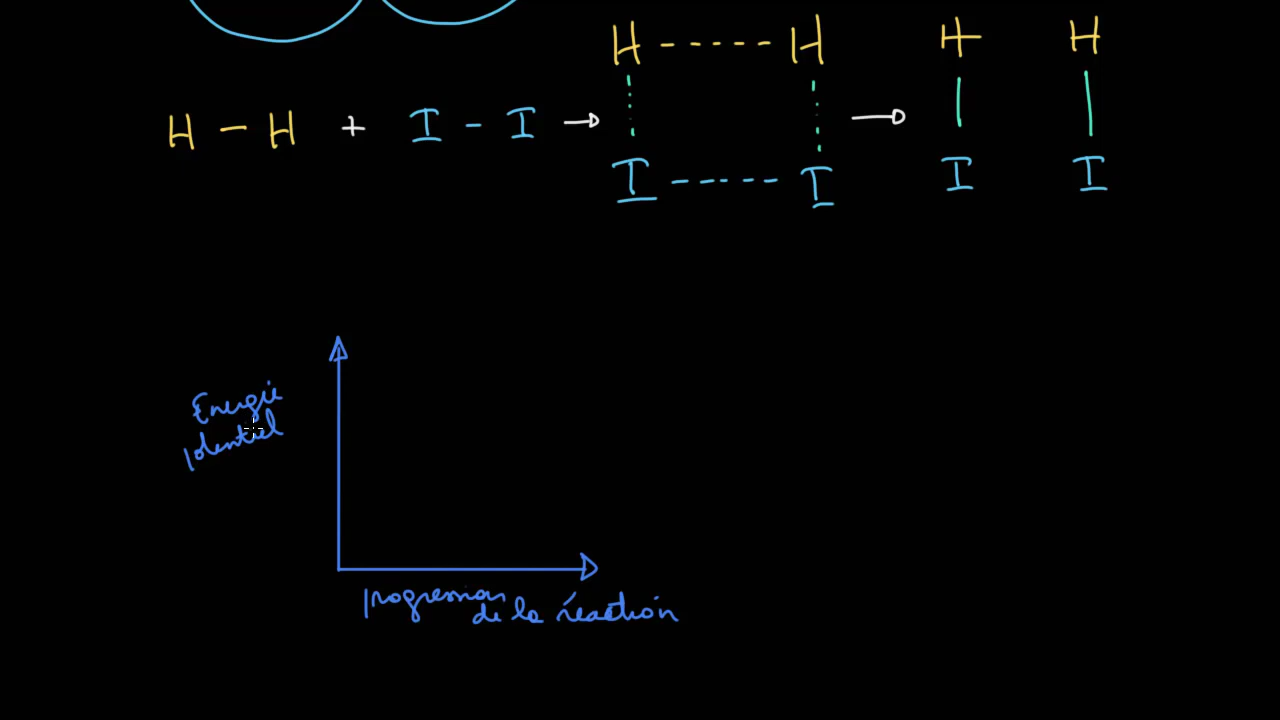 H ----- H H H
H - H + I - I → →
I ----- I I I
Energie
potentiel
progression
de la réaction